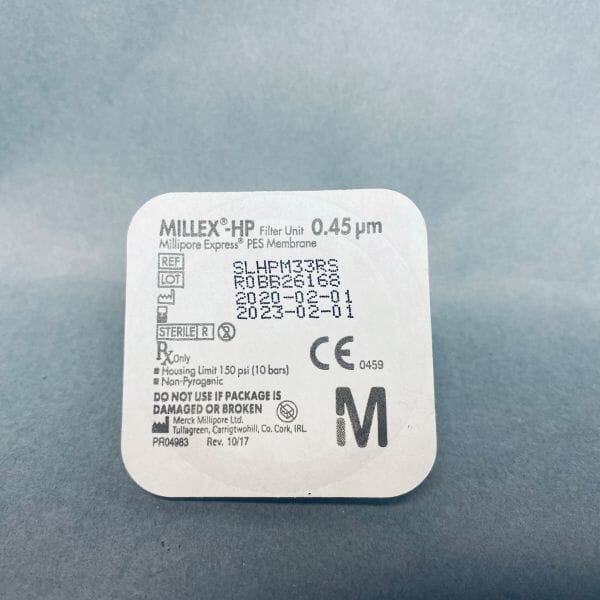 MILLEX®-HP Filter Unit 0.45 µm
Millipore Express® PES Membrane
REF SLHPM33RS
LOT R0BB26168
2020-02-01
2023-02-01
STERILE R 2
Rx Only
CE 0459
▪ Housing Limit 150 psi (10 bars)
▪ Non-Pyrogenic
DO NOT USE IF PACKAGE IS
DAMAGED OR BROKEN
Merck Millipore Ltd.
Tullagreen, Carrigtwohill, Co. Cork, IRL
PR04983 Rev. 10/17
M